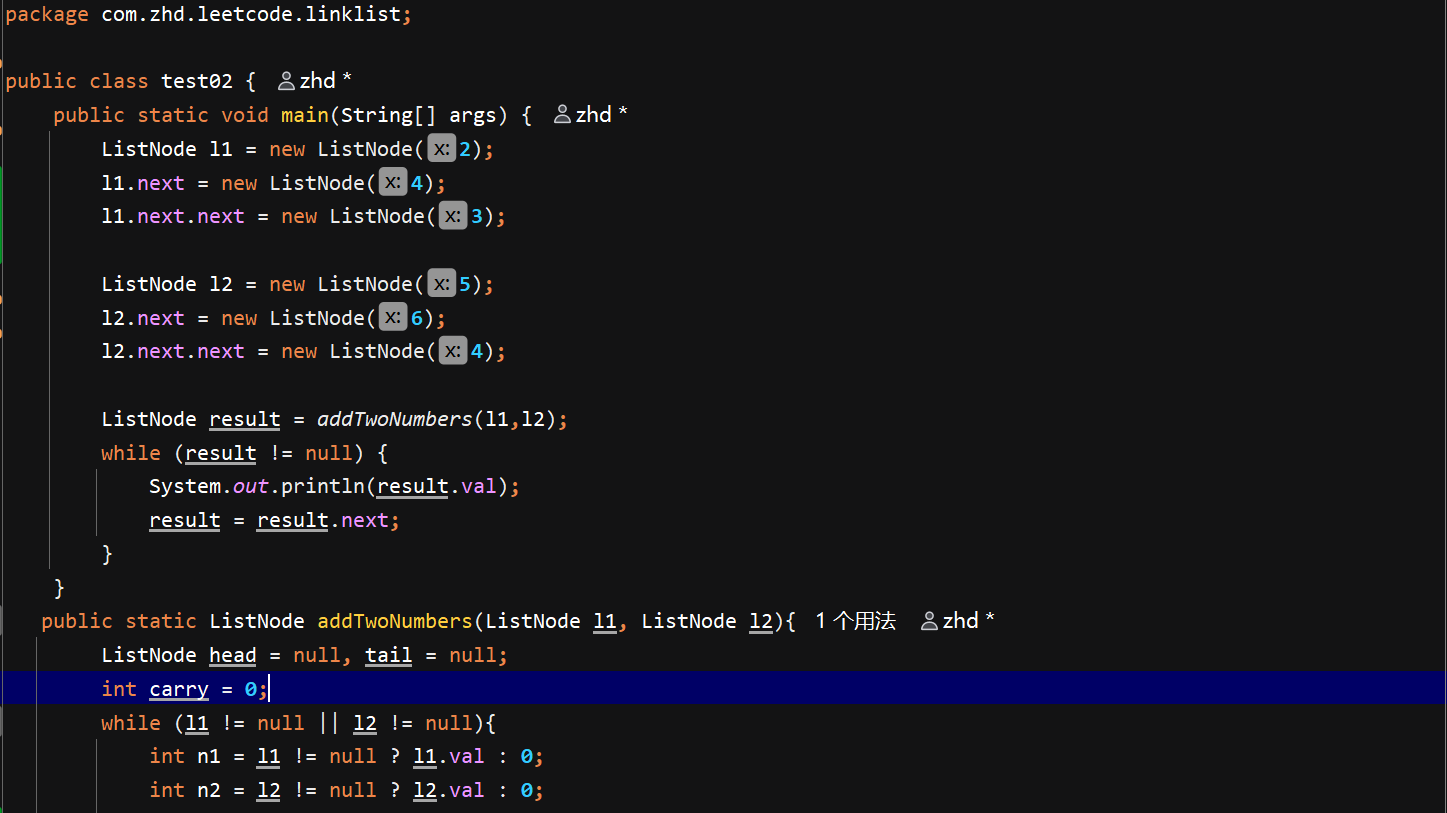 package com.zhd.leetcode.linklist;
public class test02 { zhd *
public static void main(String[] args) { zhd *
ListNode l1 = new ListNode( x: 2);
l1.next = new ListNode( x: 4);
l1.next.next = new ListNode( x: 3);
ListNode l2 = new ListNode( x: 5);
l2.next = new ListNode( x: 6);
l2.next.next = new ListNode( x: 4);
ListNode result = addTwoNumbers(l1,l2);
while (result != null) {
System.out.println(result.val);
result = result.next;
}
}
public static ListNode addTwoNumbers(ListNode l1, ListNode l2){ 1 个用法 zhd *
ListNode head = null, tail = null;
int carry = 0;
while (l1 != null || l2 != null){
int n1 = l1 != null ? l1.val : 0;
int n2 = l2 != null ? l2.val : 0;